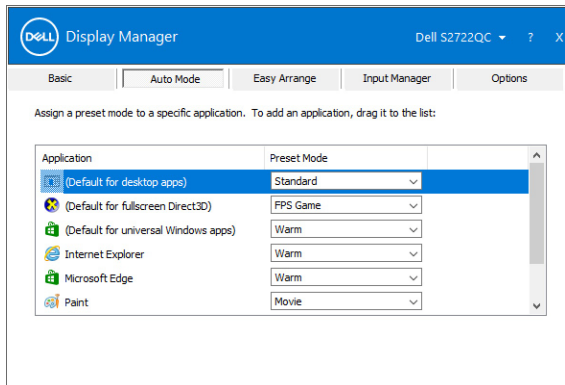 DELL Display Manager Dell S2722QC ? X
Basic Auto Mode Easy Arrange Input Manager Options
Assign a preset mode to a specific application. To add an application, drag it to the list:
Application Preset Mode
(Default for desktop apps) Standard
(Default for fullscreen Direct3D) FPS Game
(Default for universal Windows apps) Warm
Internet Explorer Warm
Microsoft Edge Warm
Paint Movie